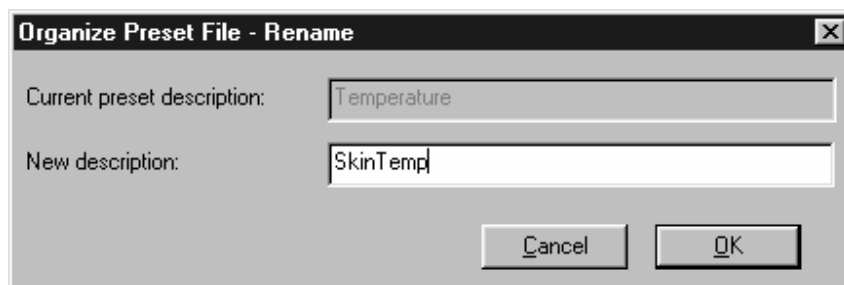 Organize Preset File - Rename
Current preset description: Temperature
New description: SkinTemp
Cancel OK